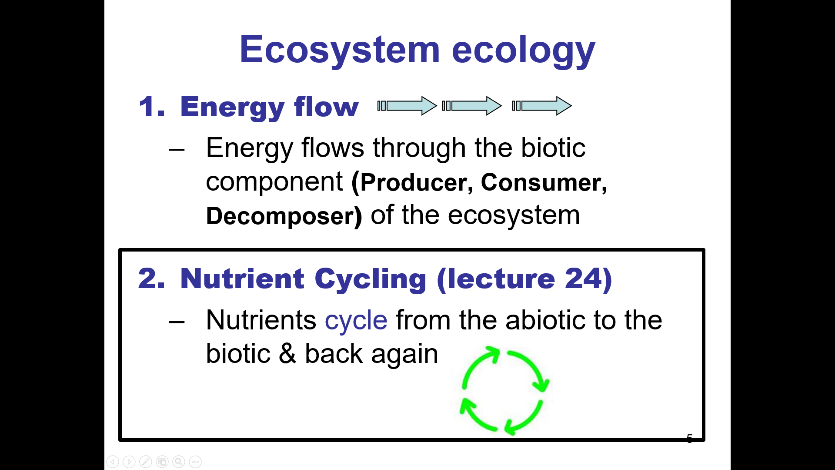 Ecosystem ecology
1. Energy flow
– Energy flows through the biotic
component (Producer, Consumer,
Decomposer) of the ecosystem
2. Nutrient Cycling (lecture 24)
– Nutrients cycle from the abiotic to the
biotic & back again
5